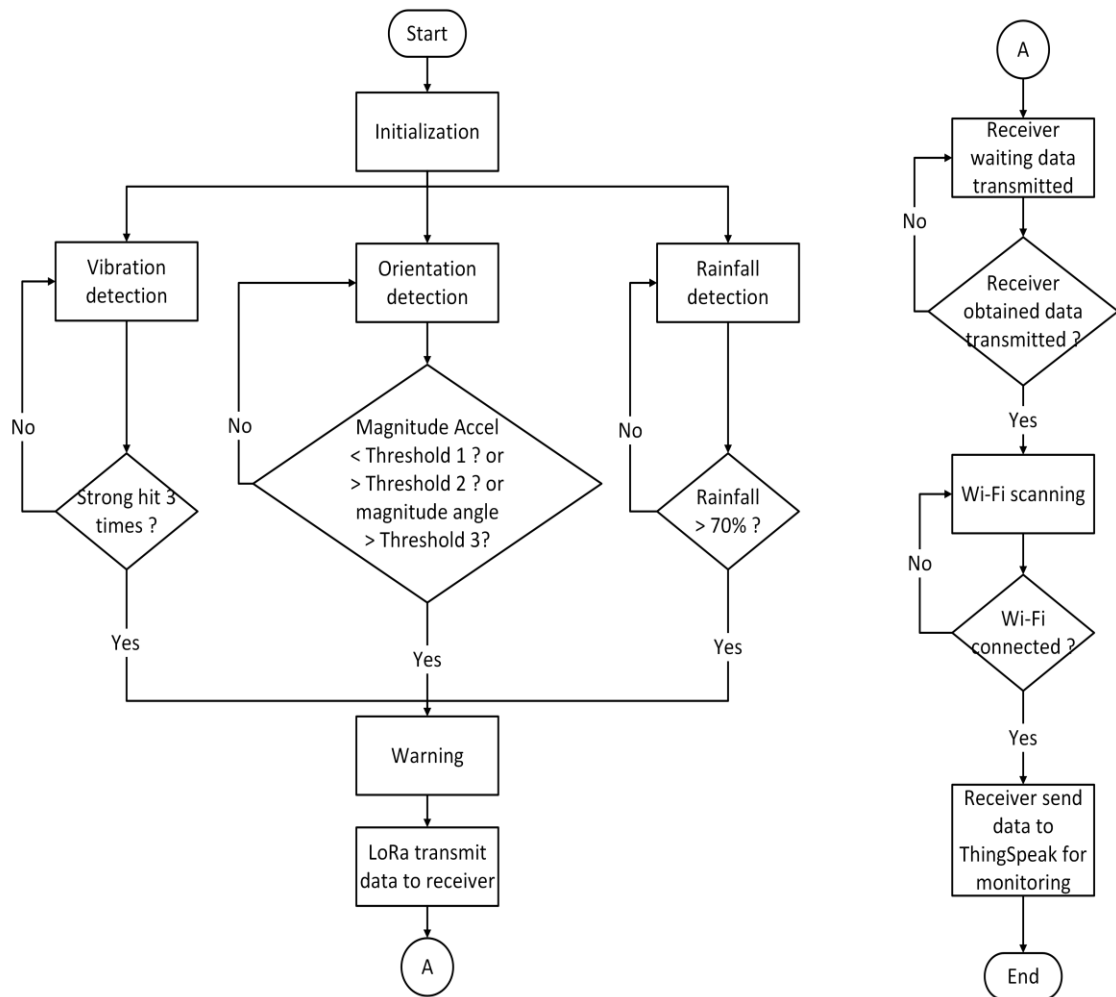 Start
Initialization
Vibration
detection
Orientation
detection
Rainfall
detection
No
No
No
Strong hit 3
times ?
Magnitude Accel
< Threshold 1 ? or
> Threshold 2 ? or
magnitude angle
> Threshold 3?
Rainfall
> 70% ?
Yes
Yes
Yes
Warning
LoRa transmit
data to receiver
A
A
Receiver
waiting data
transmitted
No
Receiver
obtained data
transmitted ?
Yes
Wi-Fi scanning
No
Wi-Fi
connected ?
Yes
Receiver send
data to
ThingSpeak for
monitoring
End